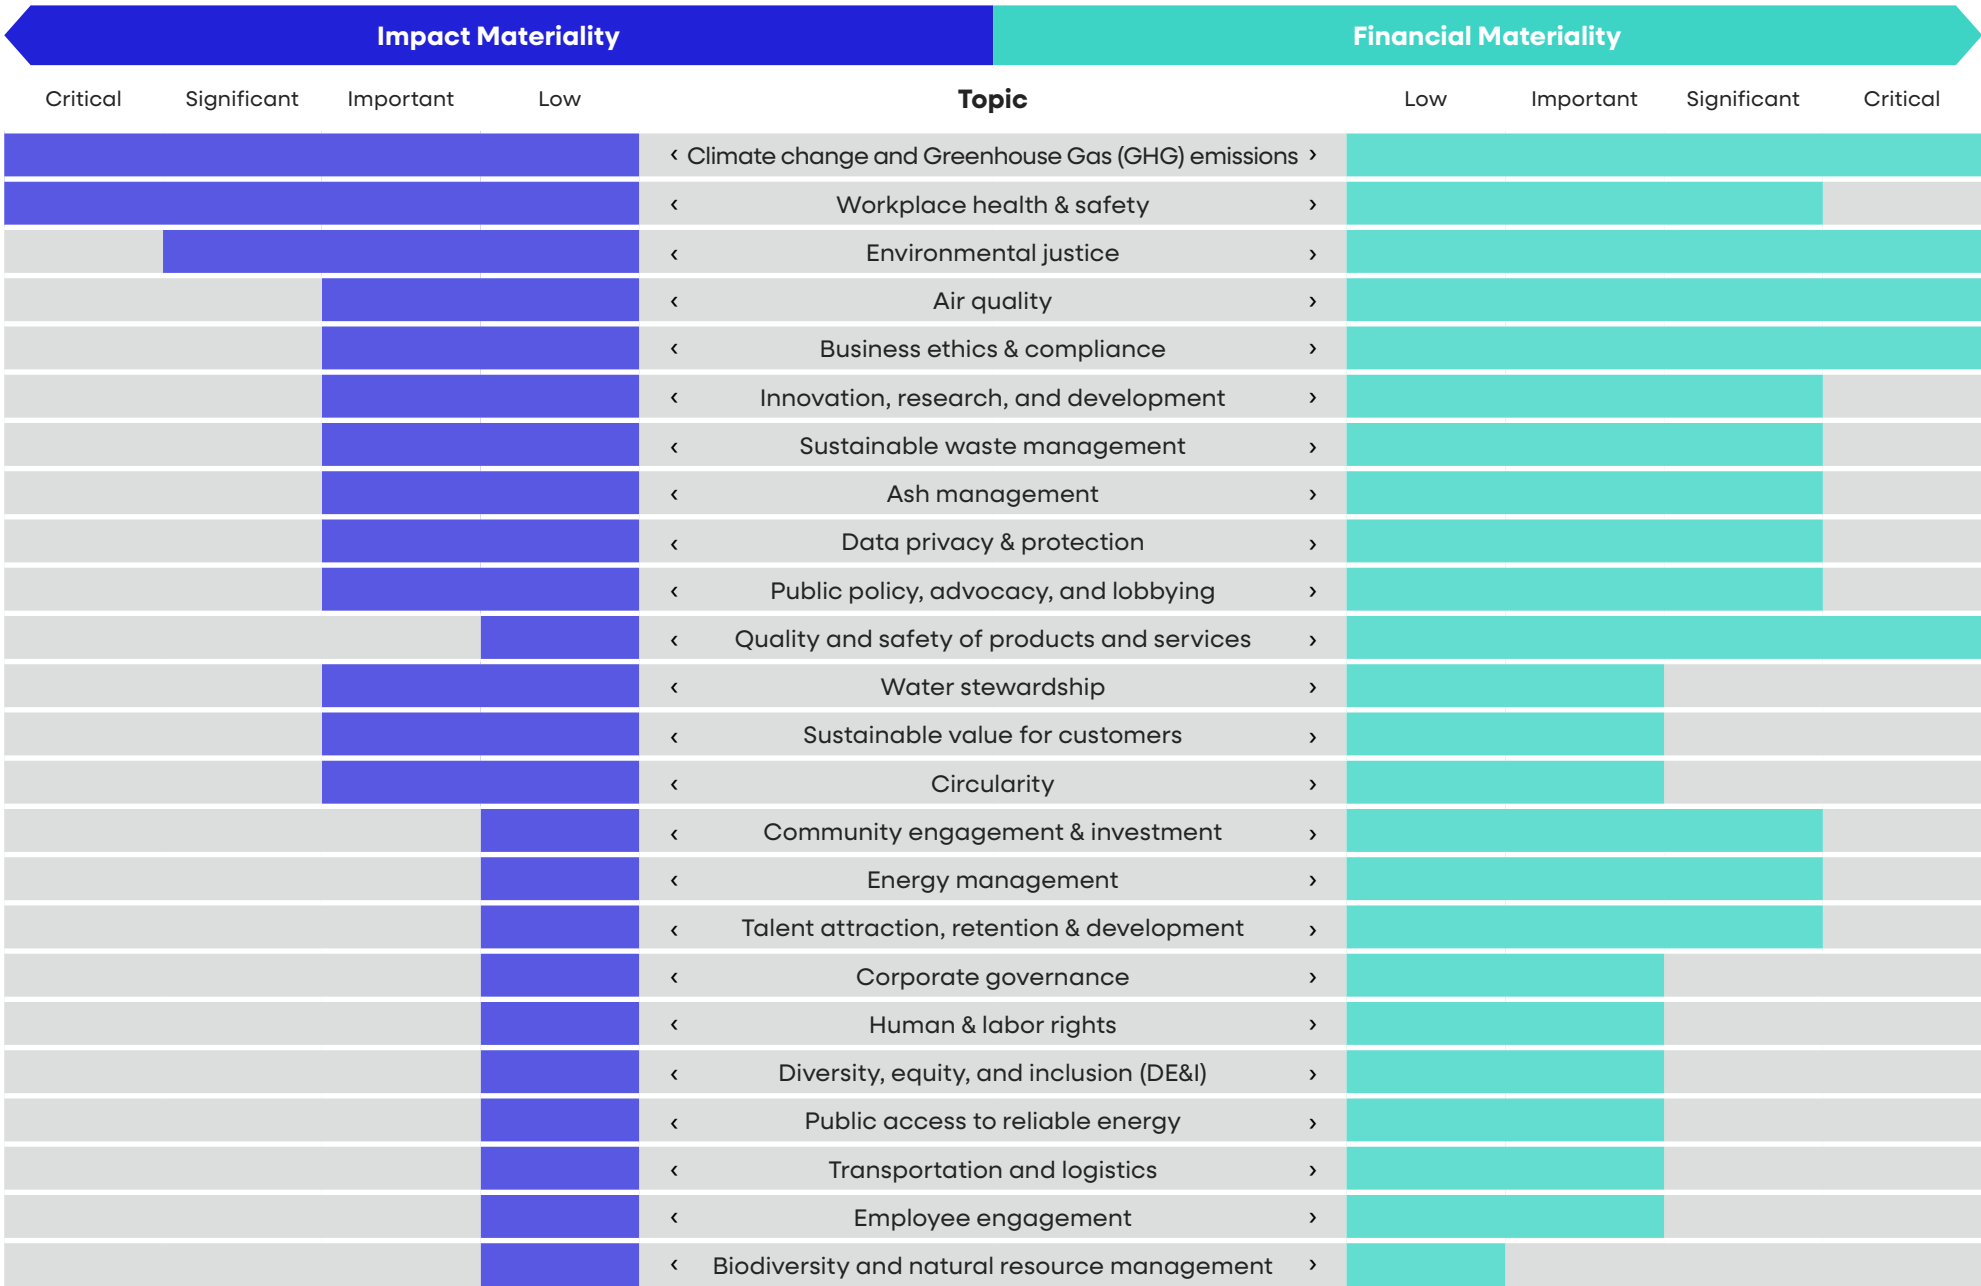 Impact Materiality Financial Materiality
Critical Significant Important Low Topic Low Important Significant Critical
‹ Climate change and Greenhouse Gas (GHG) emissions ›
‹ Workplace health & safety ›
‹ Environmental justice ›
‹ Air quality ›
‹ Business ethics & compliance ›
‹ Innovation, research, and development ›
‹ Sustainable waste management ›
‹ Ash management ›
‹ Data privacy & protection ›
‹ Public policy, advocacy, and lobbying ›
‹ Quality and safety of products and services ›
‹ Water stewardship ›
‹ Sustainable value for customers ›
‹ Circularity ›
‹ Community engagement & investment ›
‹ Energy management ›
‹ Talent attraction, retention & development ›
‹ Corporate governance ›
‹ Human & labor rights ›
‹ Diversity, equity, and inclusion (DE&I) ›
‹ Public access to reliable energy ›
‹ Transportation and logistics ›
‹ Employee engagement ›
‹ Biodiversity and natural resource management ›